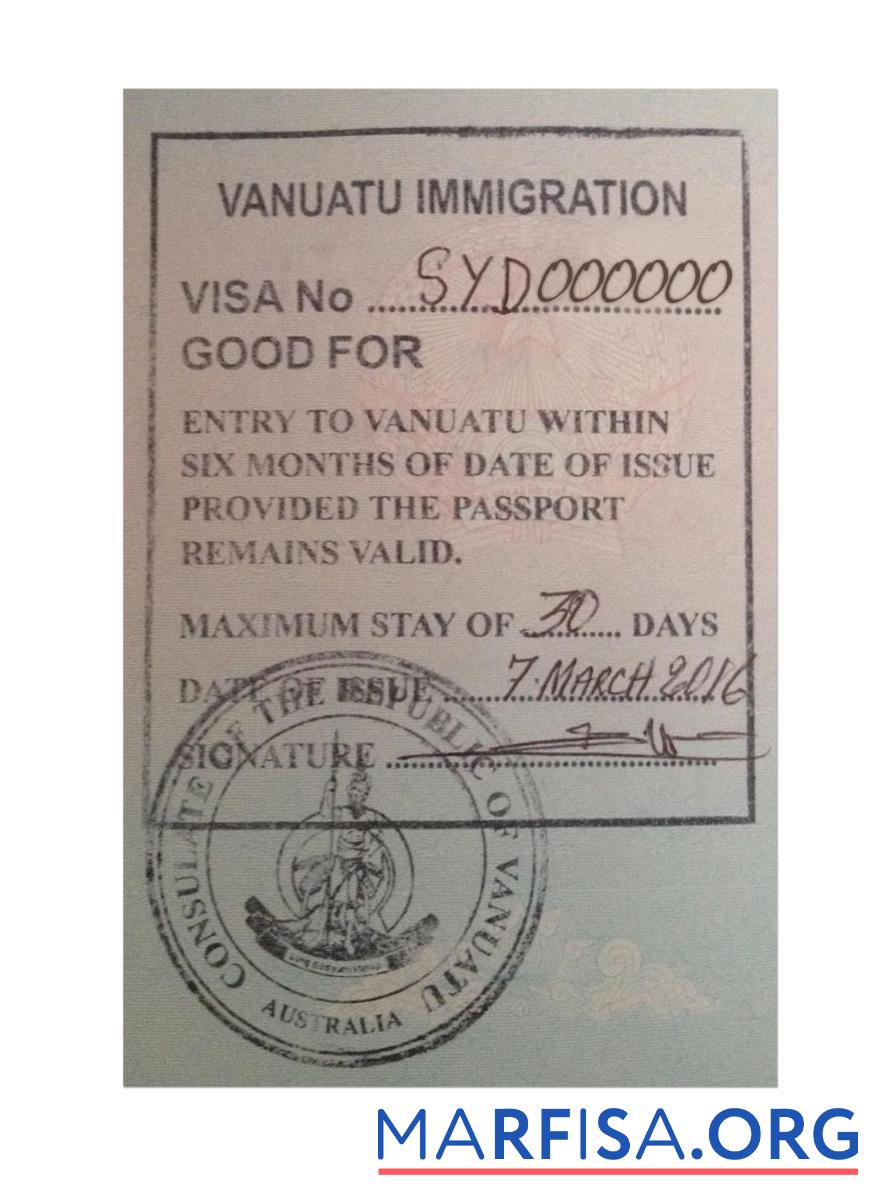 VANUATU IMMIGRATION
VISA No ..... SYD000000
GOOD FOR
ENTRY TO VANUATU WITHIN
SIX MONTHS OF DATE OF ISSUE
PROVIDED THE PASSPORT
REMAINS VALID.
MAXIMUM STAY OF 30 DAYS
DATE OF ISSUE ..... 7 MARCH 2016
SIGNATURE .....
CONSULATE OF THE REPUBLIC OF VANUATU
AUSTRALIA
MARFISA.ORG